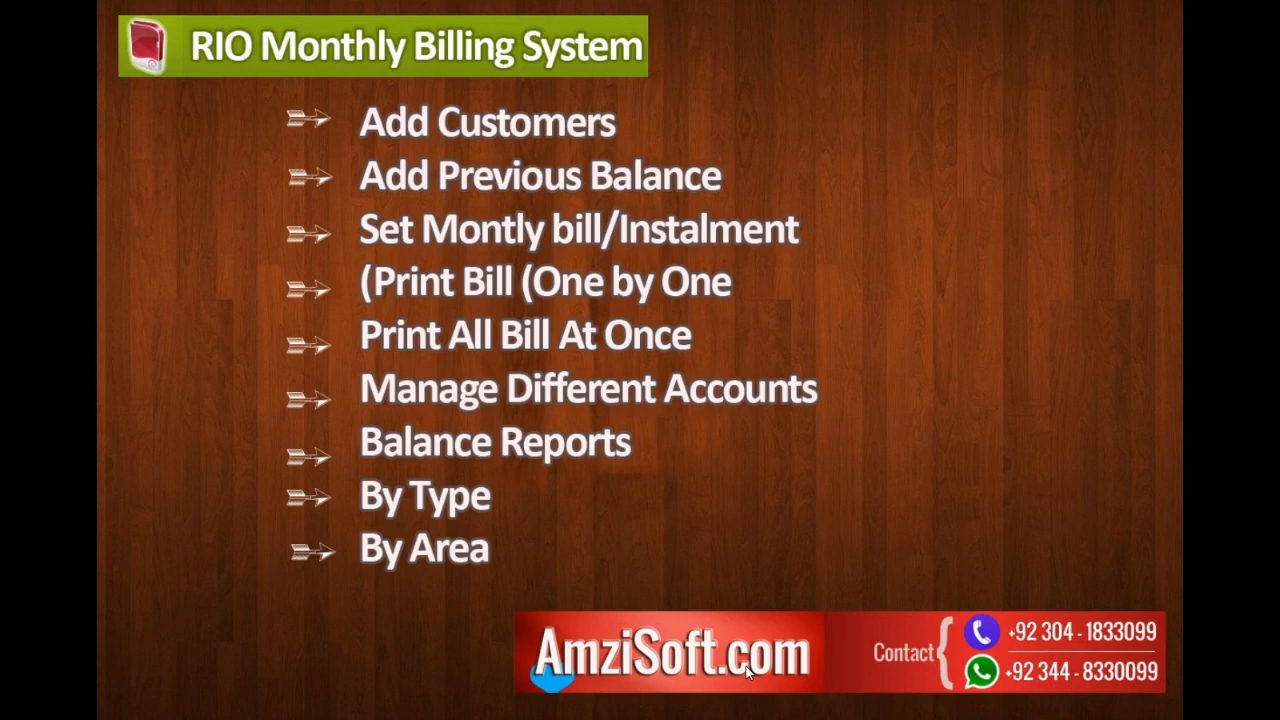 RIO Monthly Billing System
Add Customers
Add Previous Balance
Set Montly bill/Instalment
(Print Bill (One by One
Print All Bill At Once
Manage Different Accounts
Balance Reports
By Type
By Area
AmziSoft.com
Contact
+92 304 - 1833099
+92 344 - 8330099